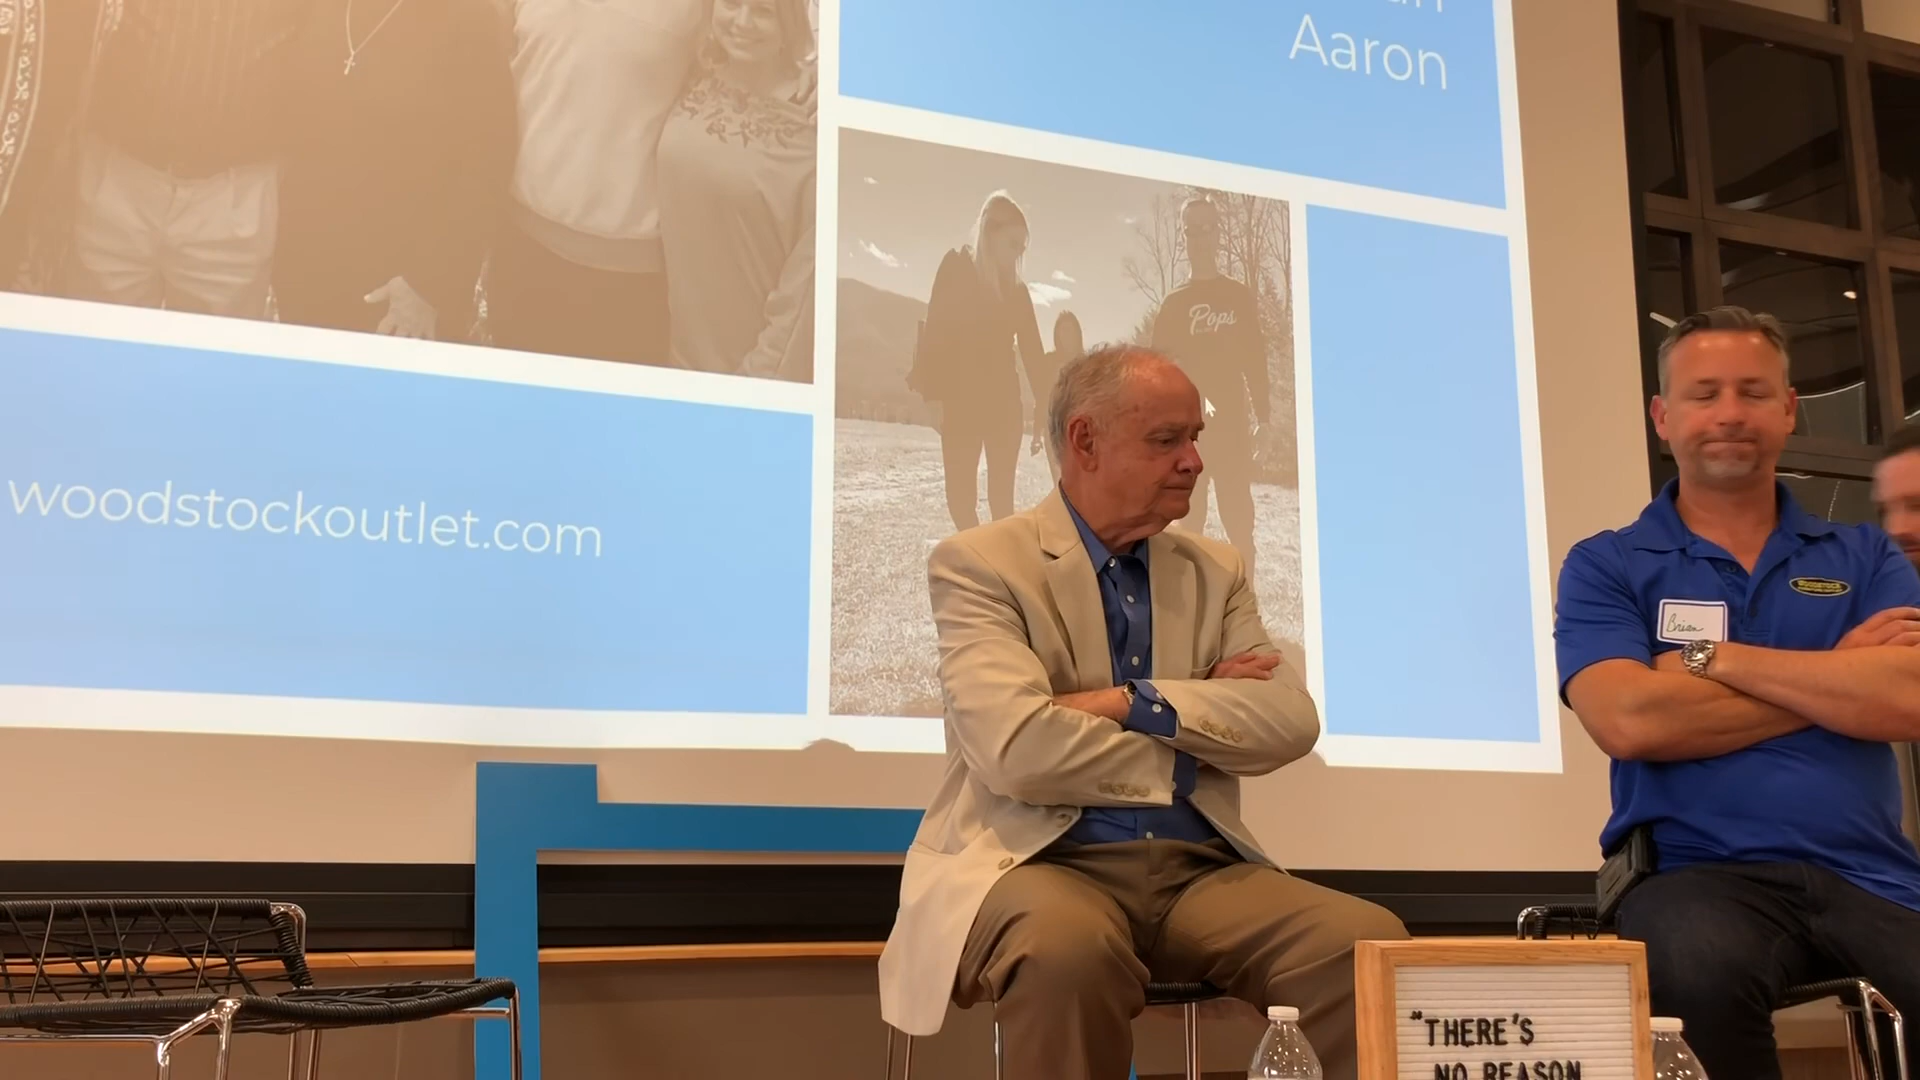 Aaron
Pops
woodstockoutlet.com
Brian
"THERE'S
NO REASON